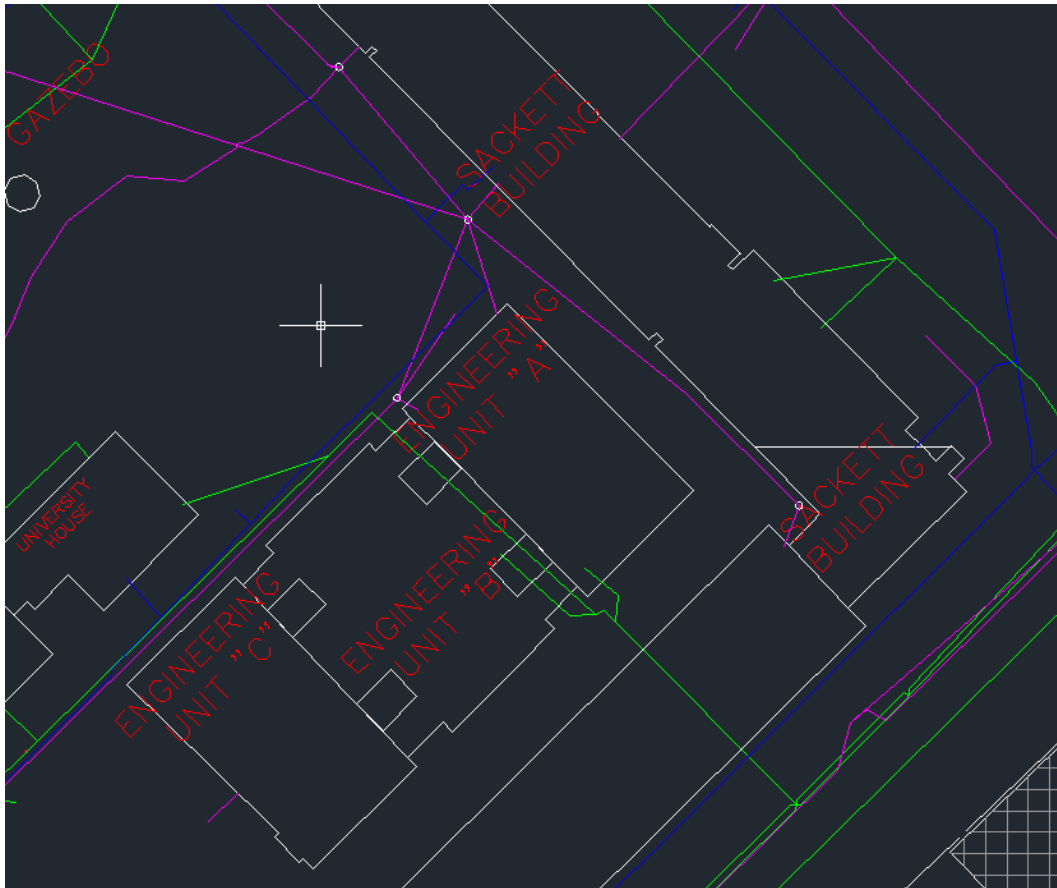 GAZEBO
SACKETT
BUILDING
ENGINEERING
UNIT "A"
SACKETT
BUILDING
UNIVERSITY
HOUSE
ENGINEERING
UNIT "B"
ENGINEERING
UNIT "C"